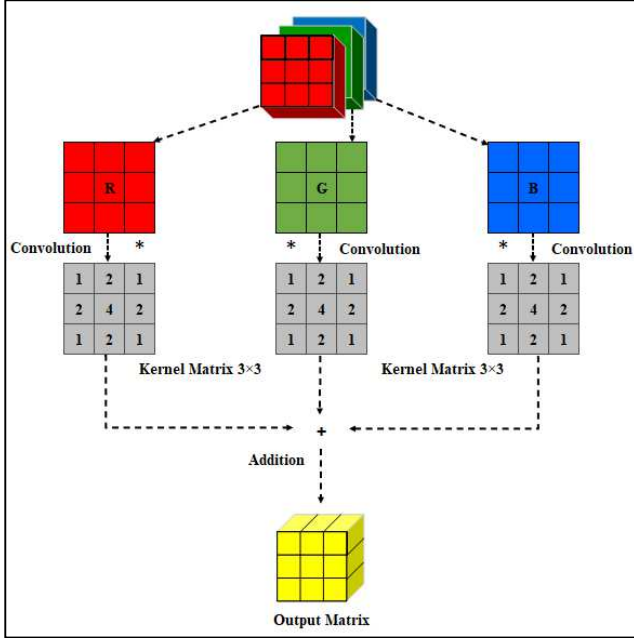 R G B
Convolution * * Convolution * Convolution
1 2 1 1 2 1 1 2 1
2 4 2 2 4 2 2 4 2
1 2 1 1 2 1 1 2 1
Kernel Matrix 3×3 Kernel Matrix 3×3
+
Addition
Output Matrix